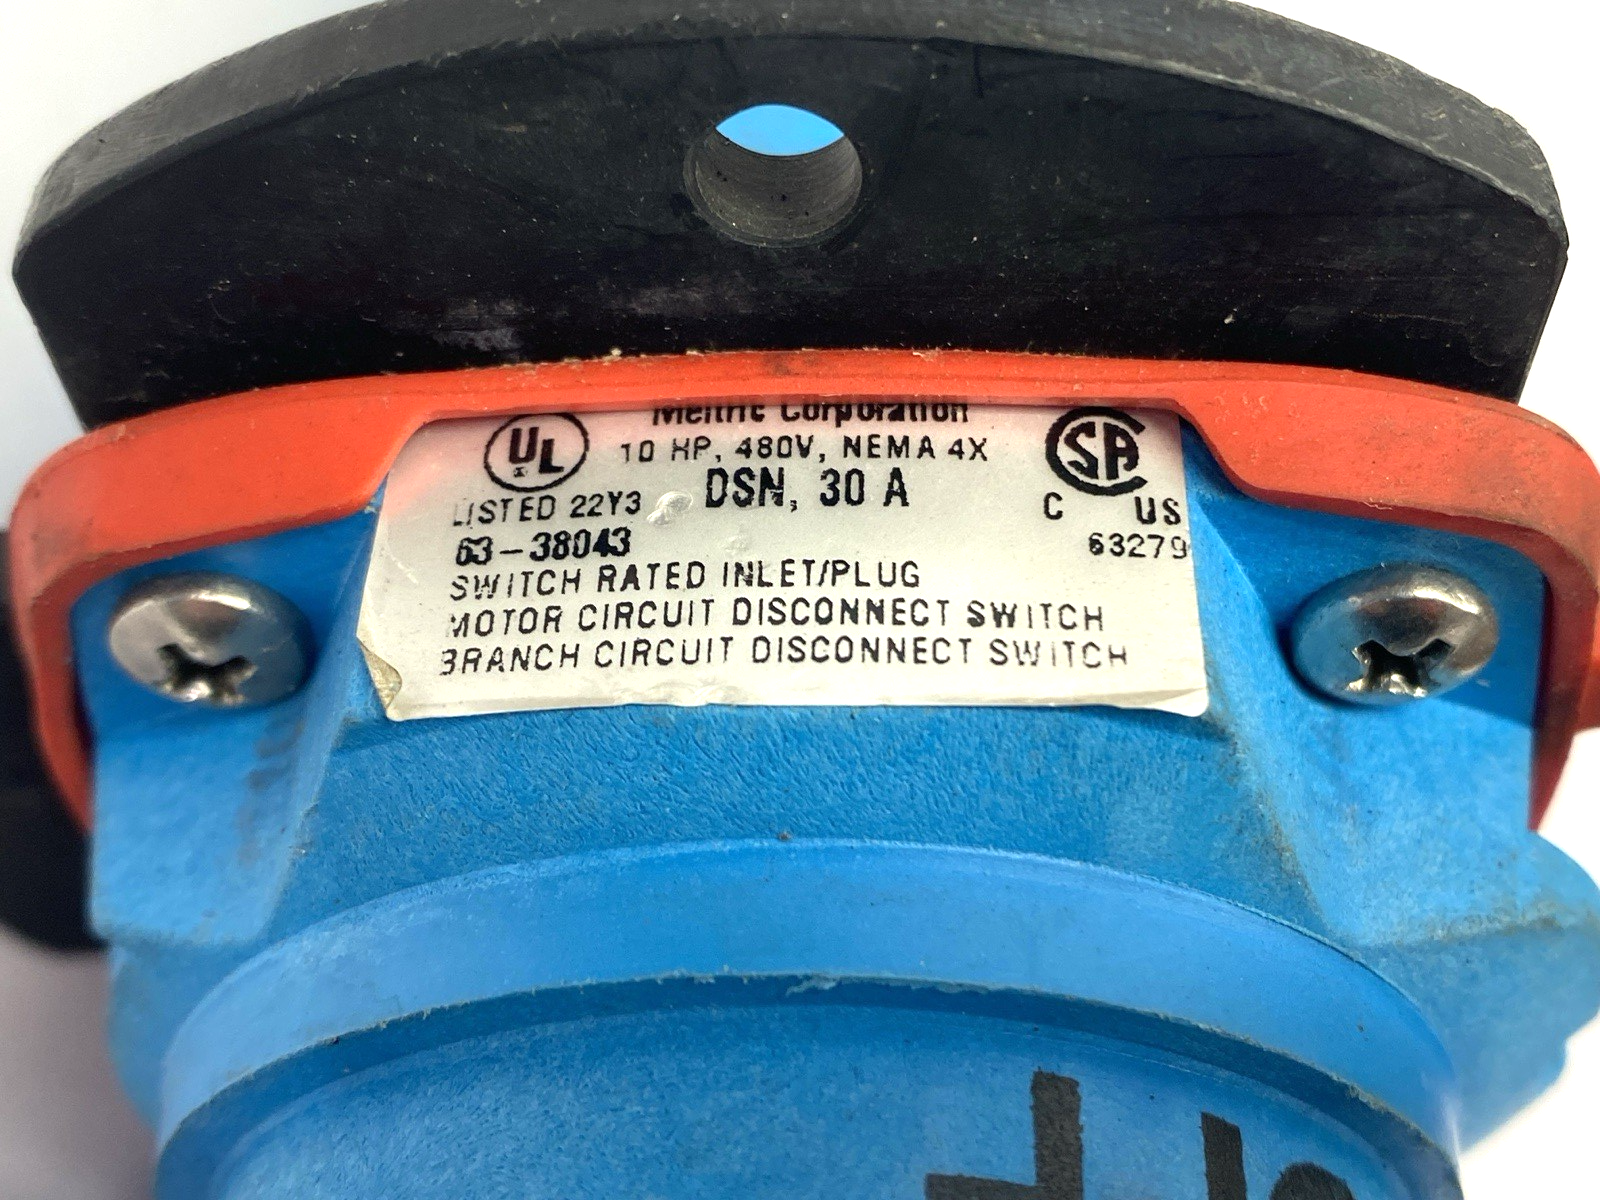 Meltric Corporation
UL 10 HP, 480V, NEMA 4X CSA
LISTED 22Y3 DSN, 30 A C US
63-38043 63279
SWITCH RATED INLET/PLUG
MOTOR CIRCUIT DISCONNECT SWITCH
BRANCH CIRCUIT DISCONNECT SWITCH